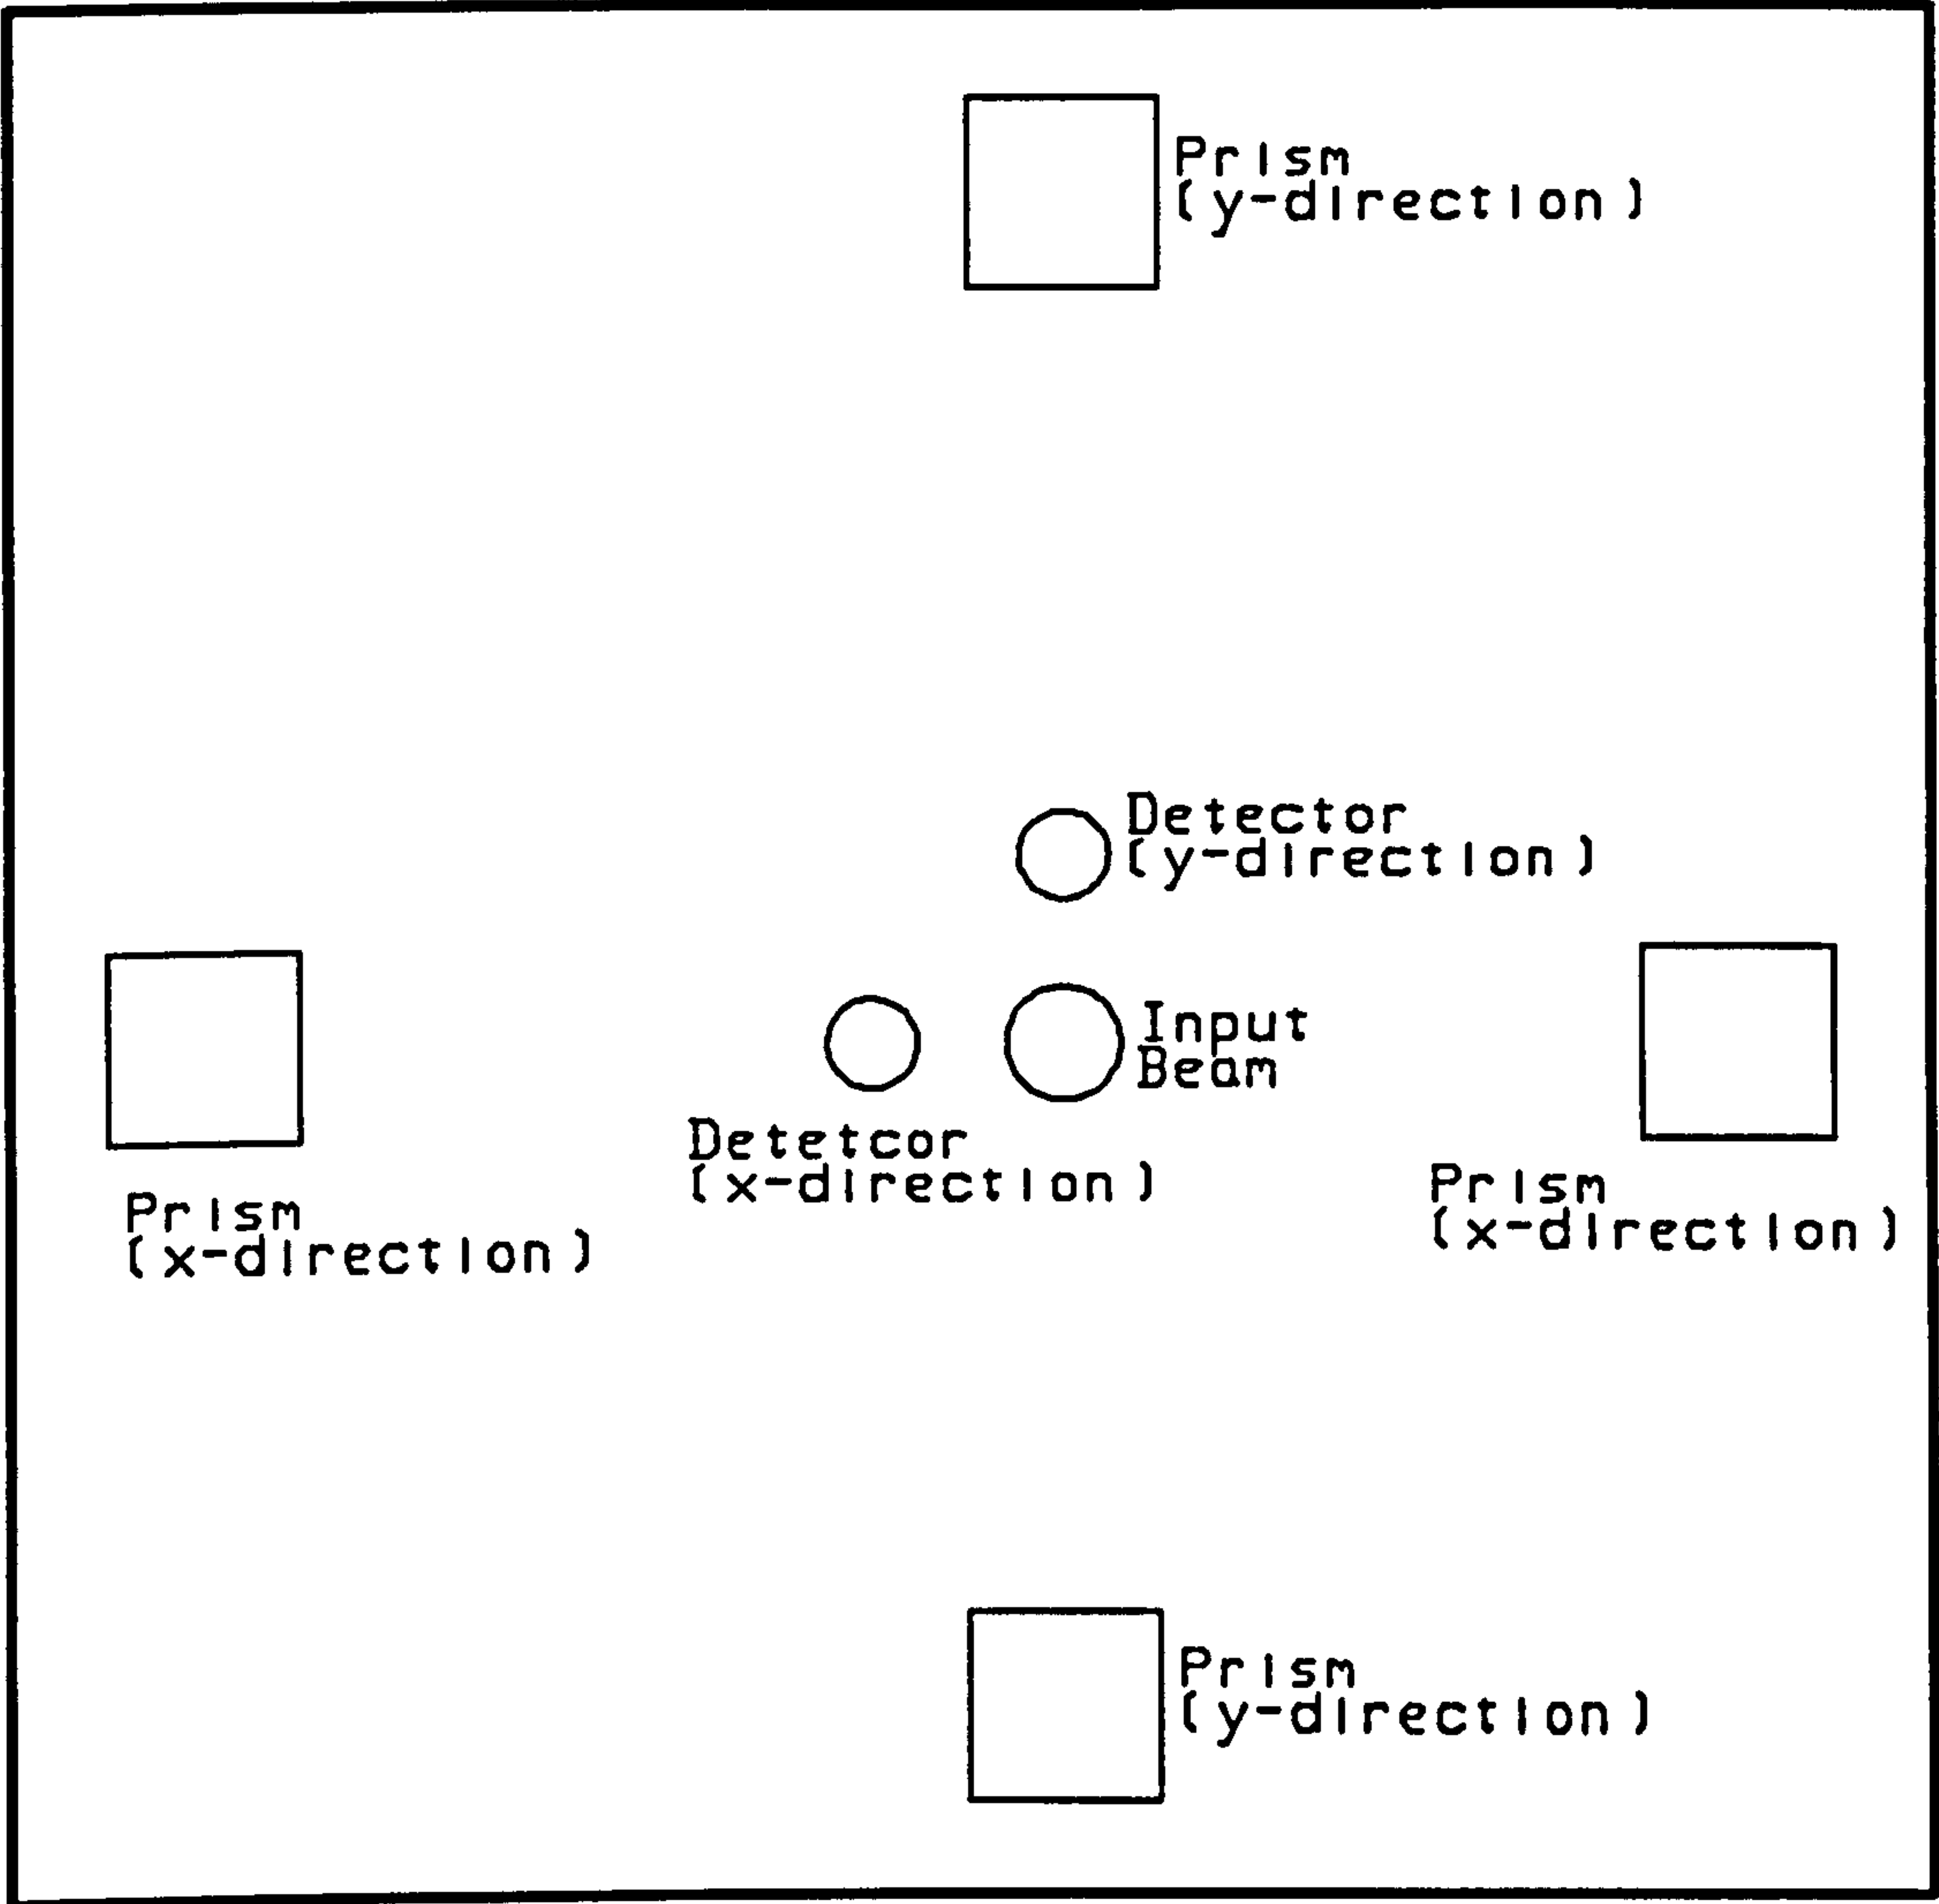 Prism
(y-direction)
Detector
(y-direction)
Input
Beam
Detetcor
(x-direction)
Prism
(x-direction)
Prism
(x-direction)
Prism
(y-direction)